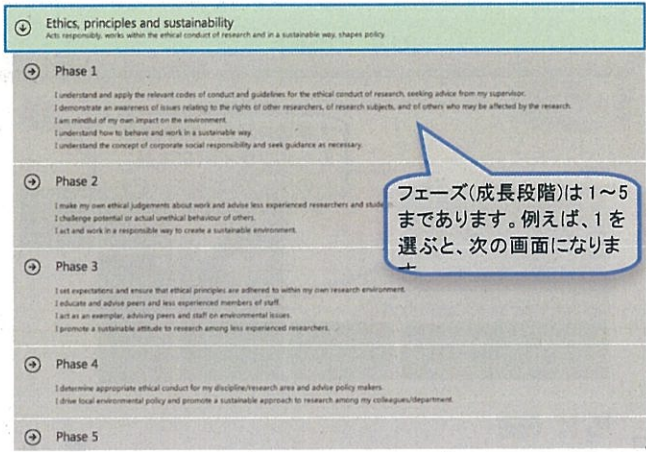 Ethics, principles and sustainability
Acts responsibly, works within the ethical conduct of research and in a sustainable way, shapes policy.
Phase 1
I understand and apply the relevant codes of conduct and guidelines for the ethical conduct of research, seeking advice from my supervisor.
I demonstrate an awareness of issues relating to the rights of other researchers, of research subjects, and of others who may be affected by the research.
I am mindful of my own impact on the environment.
I understand how to behave and work in a sustainable way.
I understand the concept of corporate social responsibility and seek guidance as necessary.
Phase 2
I make my own ethical judgements about work and advise less experienced researchers and
I challenge potential or actual unethical behaviour of others.
I act and work in a responsible way to create a sustainable environment.
フェーズ(成長段階)は1～5
まであります。例えば、1を
選ぶと、次の画面になりま
Phase 3
I set expectations and ensure that ethical principles are adhered to within my own research environment.
I educate and advise peers and less experienced members of staff.
I act as an exemplar, advising peers and staff on environmental issues.
I promote a sustainable attitude to research among less experienced researchers.
Phase 4
I determine appropriate ethical conduct for my discipline/research area and advise policy makers.
I drive local environmental policy and promote a sustainable approach to research among my colleagues/department.
Phase 5